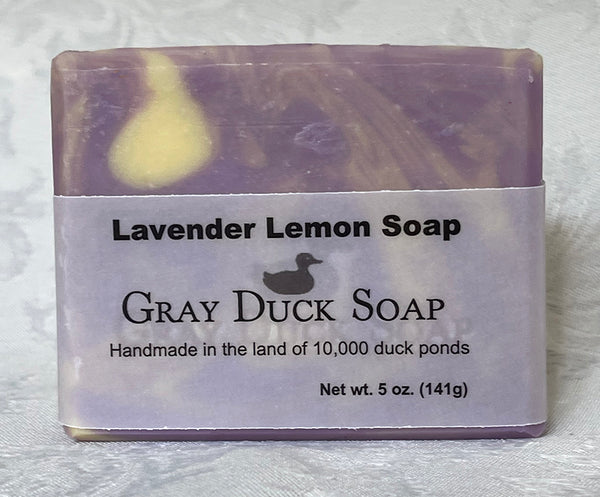 Lavender Lemon Soap
GRAY DUCK SOAP
Handmade in the land of 10,000 duck ponds
Net wt. 5 oz. (141g)